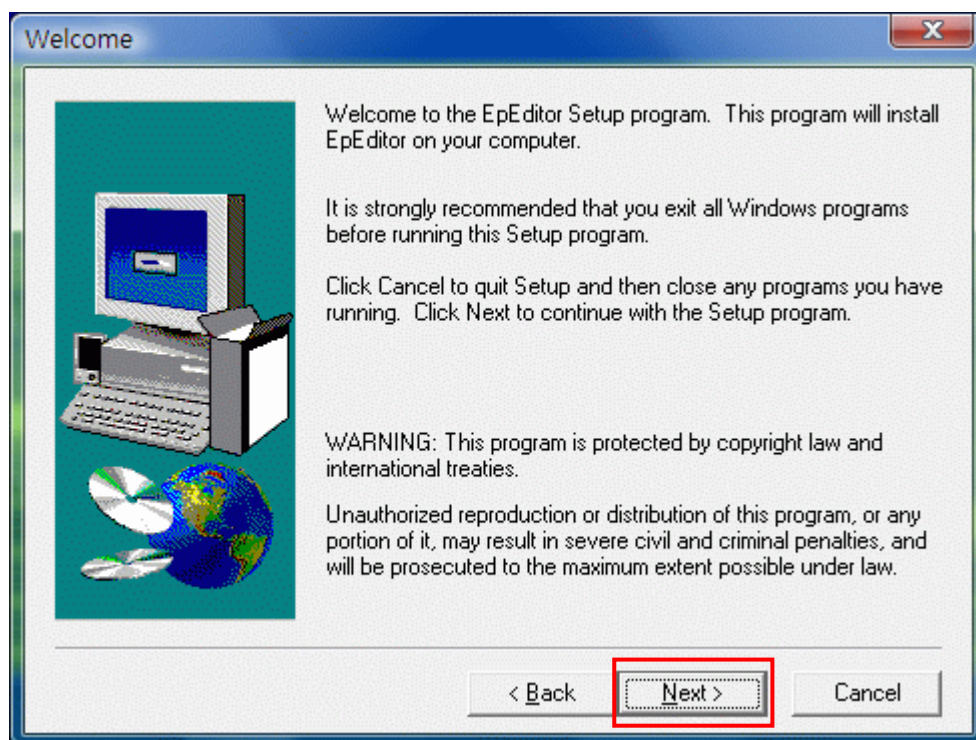 Welcome
Welcome to the EpEditor Setup program. This program will install
EpEditor on your computer.
It is strongly recommended that you exit all Windows programs
before running this Setup program.
Click Cancel to quit Setup and then close any programs you have
running. Click Next to continue with the Setup program.
WARNING: This program is protected by copyright law and
international treaties.
Unauthorized reproduction or distribution of this program, or any
portion of it, may result in severe civil and criminal penalties, and
will be prosecuted to the maximum extent possible under law.
< Back Next > Cancel